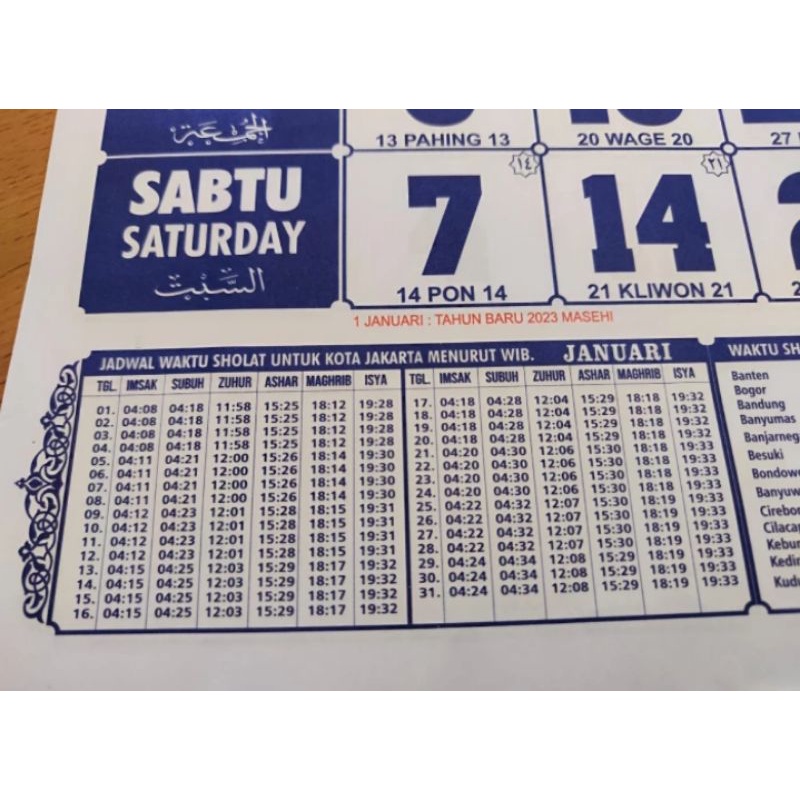 الجمعة
13 PAHING 13
20 WAGE 20
SABTU
SATURDAY
السّبت
7
١٤
14 PON 14
14
٢١
21 KLIWON 21
1 JANUARI : TAHUN BARU 2023 MASEHI
JADWAL WAKTU SHOLAT UNTUK KOTA JAKARTA MENURUT WIB. JANUARI
TGL. IMSAK SUBUH ZUHUR ASHAR MAGHRIB ISYA
01. 04:08 04:18 11:58 15:25 18:12 19:28
02. 04:08 04:18 11:58 15:25 18:12 19:28
03. 04:08 04:18 11:58 15:25 18:12 19:28
04. 04:08 04:18 11:58 15:25 18:12 19:28
05. 04:11 04:21 12:00 15:26 18:14 19:30
06. 04:11 04:21 12:00 15:26 18:14 19:30
07. 04:11 04:21 12:00 15:26 18:14 19:30
08. 04:11 04:21 12:00 15:26 18:14 19:30
09. 04:12 04:23 12:01 15:28 18:15 19:31
10. 04:12 04:23 12:01 15:28 18:15 19:31
11. 04:12 04:23 12:01 15:28 18:15 19:31
12. 04:12 04:23 12:01 15:28 18:15 19:31
13. 04:15 04:25 12:03 15:29 18:17 19:32
14. 04:15 04:25 12:03 15:29 18:17 19:32
15. 04:15 04:25 12:03 15:29 18:17 19:32
16. 04:15 04:25 12:03 15:29 18:17 19:32
TGL. IMSAK SUBUH ZUHUR ASHAR MAGHRIB ISYA
17. 04:18 04:28 12:04 15:29 18:18 19:32
18. 04:18 04:28 12:04 15:29 18:18 19:32
19. 04:18 04:28 12:04 15:29 18:18 19:32
20. 04:18 04:28 12:04 15:29 18:18 19:32
21. 04:20 04:30 12:06 15:30 18:18 19:33
22. 04:20 04:30 12:06 15:30 18:18 19:33
23. 04:20 04:30 12:06 15:30 18:18 19:33
24. 04:20 04:30 12:06 15:30 18:18 19:33
25. 04:22 04:32 12:07 15:30 18:19 19:33
26. 04:22 04:32 12:07 15:30 18:19 19:33
27. 04:22 04:32 12:07 15:30 18:19 19:33
28. 04:22 04:32 12:07 15:30 18:19 19:33
29. 04:24 04:34 12:08 15:29 18:19 19:33
30. 04:24 04:34 12:08 15:29 18:19 19:33
31. 04:24 04:34 12:08 15:29 18:19 19:33
WAKTU
Banten
Bogor
Bandung
Banyumas
Besuki